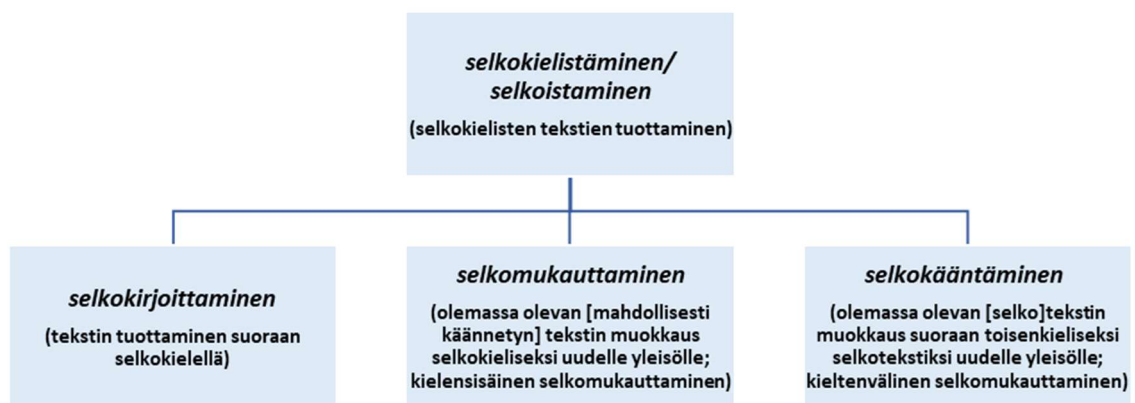 selkokielistäminen/
selkoistaminen
(selkokielisten tekstien tuottaminen)
selkokirjoittaminen
(tekstin tuottaminen suoraan
selkokielellä)
selkomukauttaminen
(olemassa olevan [mahdollisesti
käännetyn] tekstin muokkaus
selkokieliseksi uudelle yleisölle;
kielensisäinen selkomukauttaminen)
selkokääntäminen
(olemassa olevan [selko]tekstin
muokkaus suoraan toisenkieliseksi
selkotekstiksi uudelle yleisölle;
kieltenvälinen selkomukauttaminen)